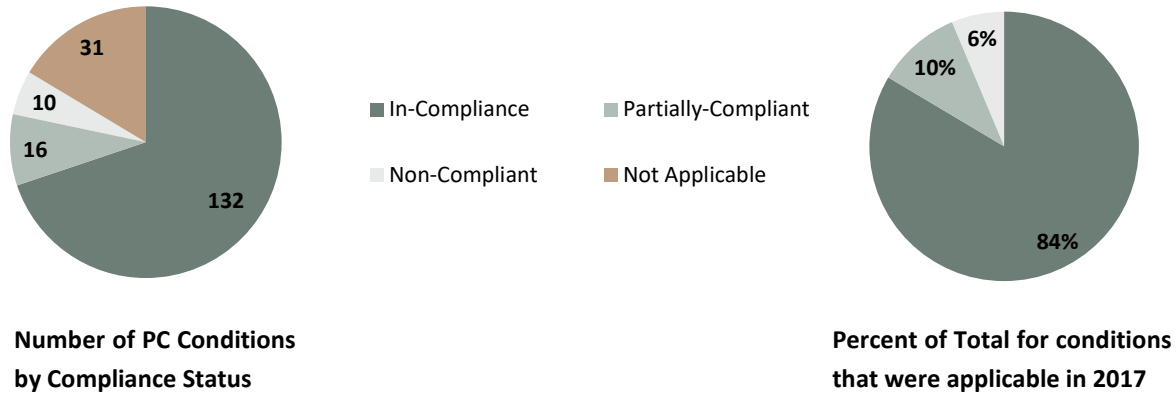 31
10
16
132
In-Compliance
Partially-Compliant
Non-Compliant
Not Applicable
6%
10%
84%
Number of PC Conditions
by Compliance Status
Percent of Total for conditions
that were applicable in 2017